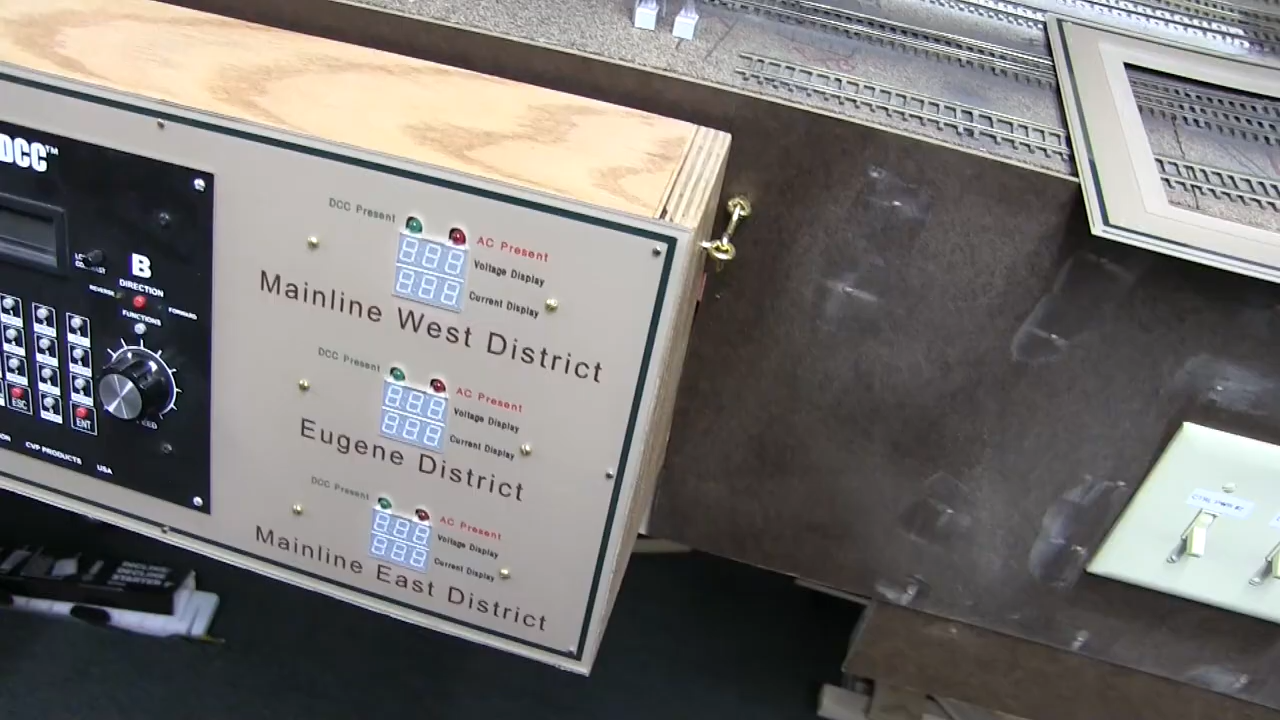 DCC™
B
DIRECTION
REVERSE
FORWARD
FUNCTIONS
ESC
ENT
CVP PRODUCTS USA
DCC Present
AC Present
Voltage Display
Current Display
Mainline West District
DCC Present
AC Present
Voltage Display
Current Display
Eugene District
DCC Present
AC Present
Voltage Display
Current Display
Mainline East District